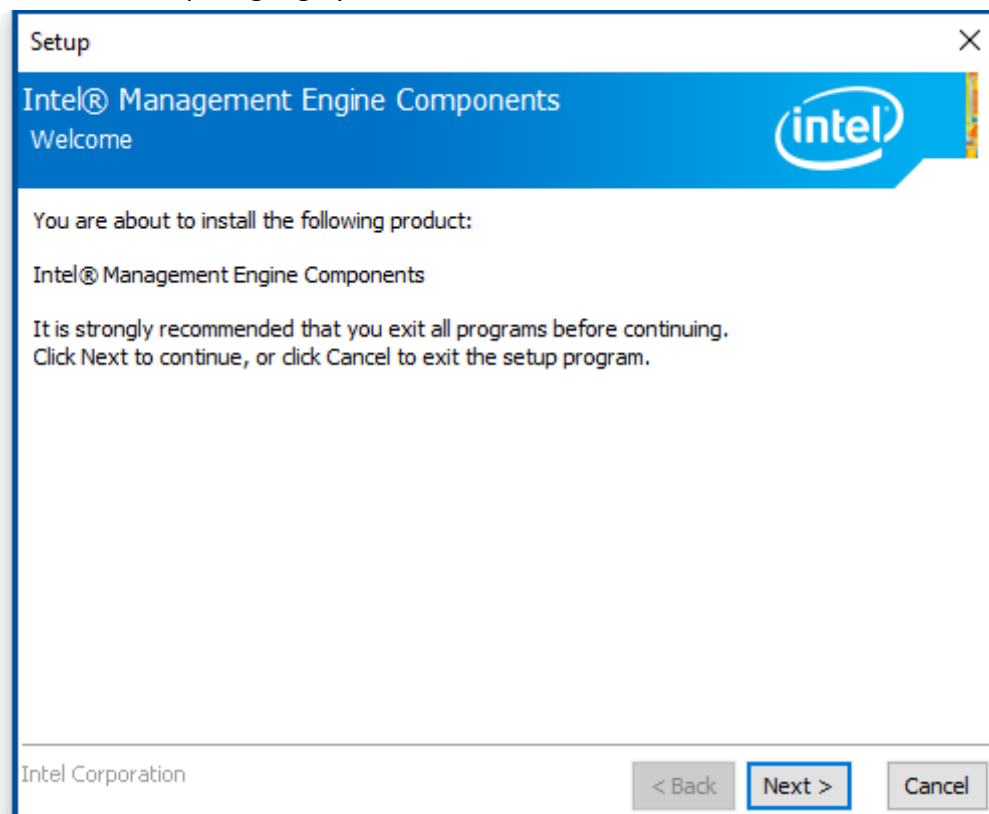 Setup
Intel® Management Engine Components
Welcome
intel
You are about to install the following product:
Intel® Management Engine Components
It is strongly recommended that you exit all programs before continuing.
Click Next to continue, or click Cancel to exit the setup program.
Intel Corporation
< Back Next > Cancel